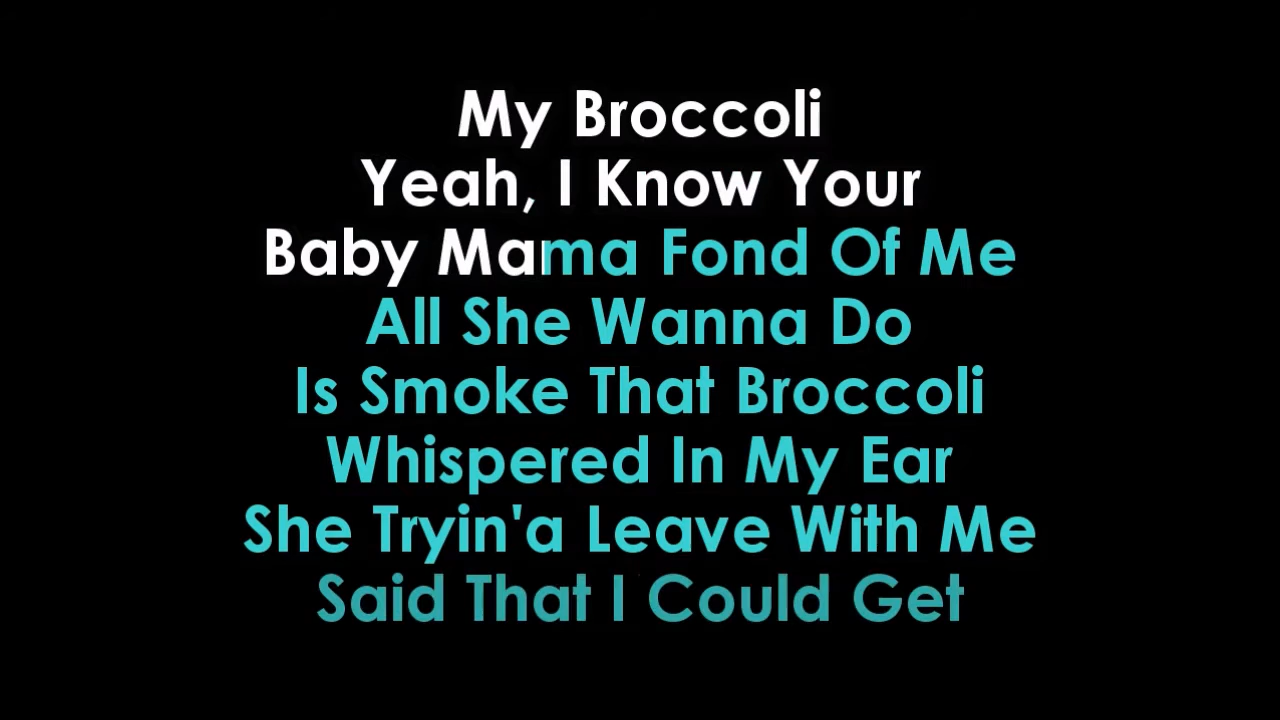 My Broccoli
Yeah, I Know Your
Baby Mama Fond Of Me
All She Wanna Do
Is Smoke That Broccoli
Whispered In My Ear
She Tryin'a Leave With Me
Said That I Could Get